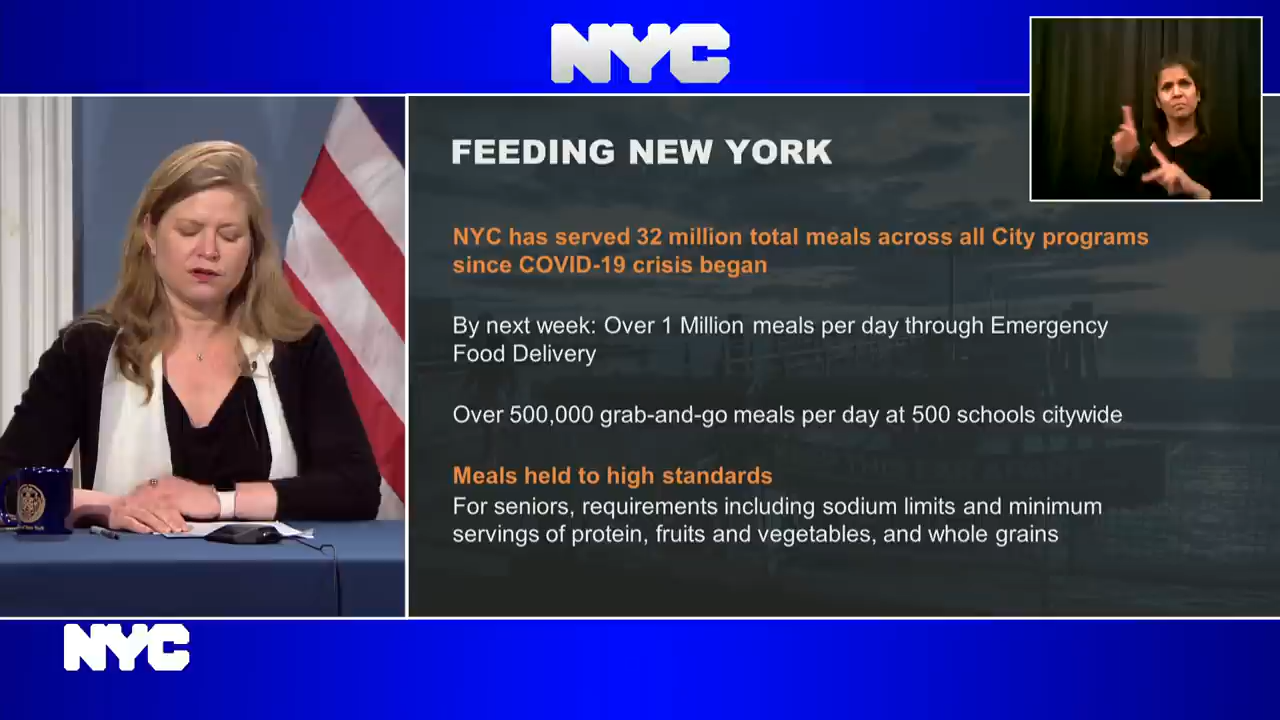 NYC
FEEDING NEW YORK
NYC has served 32 million total meals across all City programs
since COVID-19 crisis began
By next week: Over 1 Million meals per day through Emergency
Food Delivery
Over 500,000 grab-and-go meals per day at 500 schools citywide
Meals held to high standards
For seniors, requirements including sodium limits and minimum
servings of protein, fruits and vegetables, and whole grains
NYC